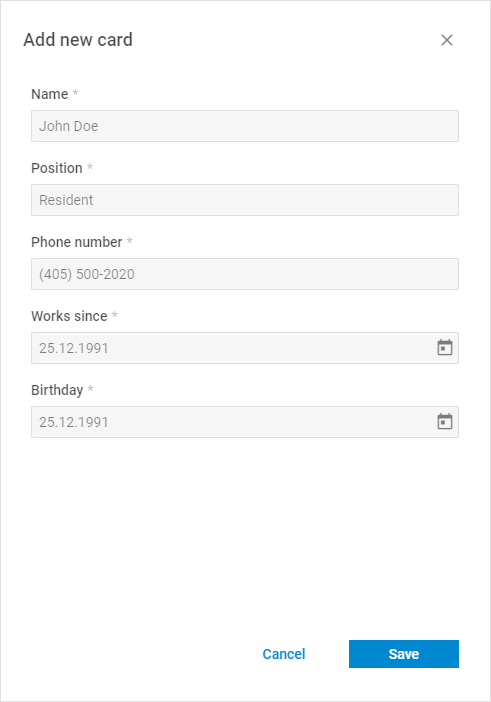 Add new card
Name *
John Doe
Position *
Resident
Phone number *
(405) 500-2020
Works since *
25.12.1991
Birthday *
25.12.1991
Cancel Save